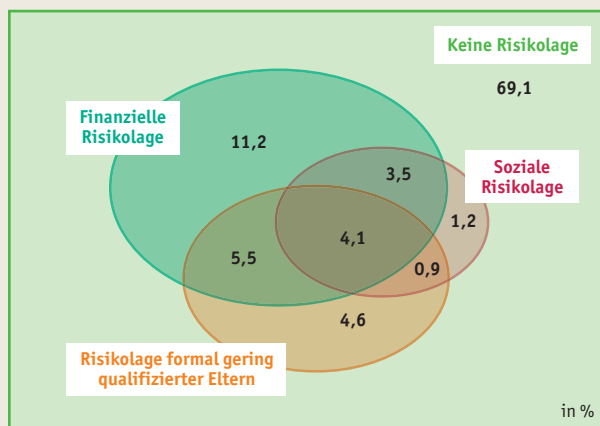 Keine Risikolage
69,1
Finanzielle
Risikolage
11,2
3,5
Soziale
Risikolage
1,2
4,1
5,5
0,9
4,6
Risikolage formal gering
qualifizierter Eltern
in %